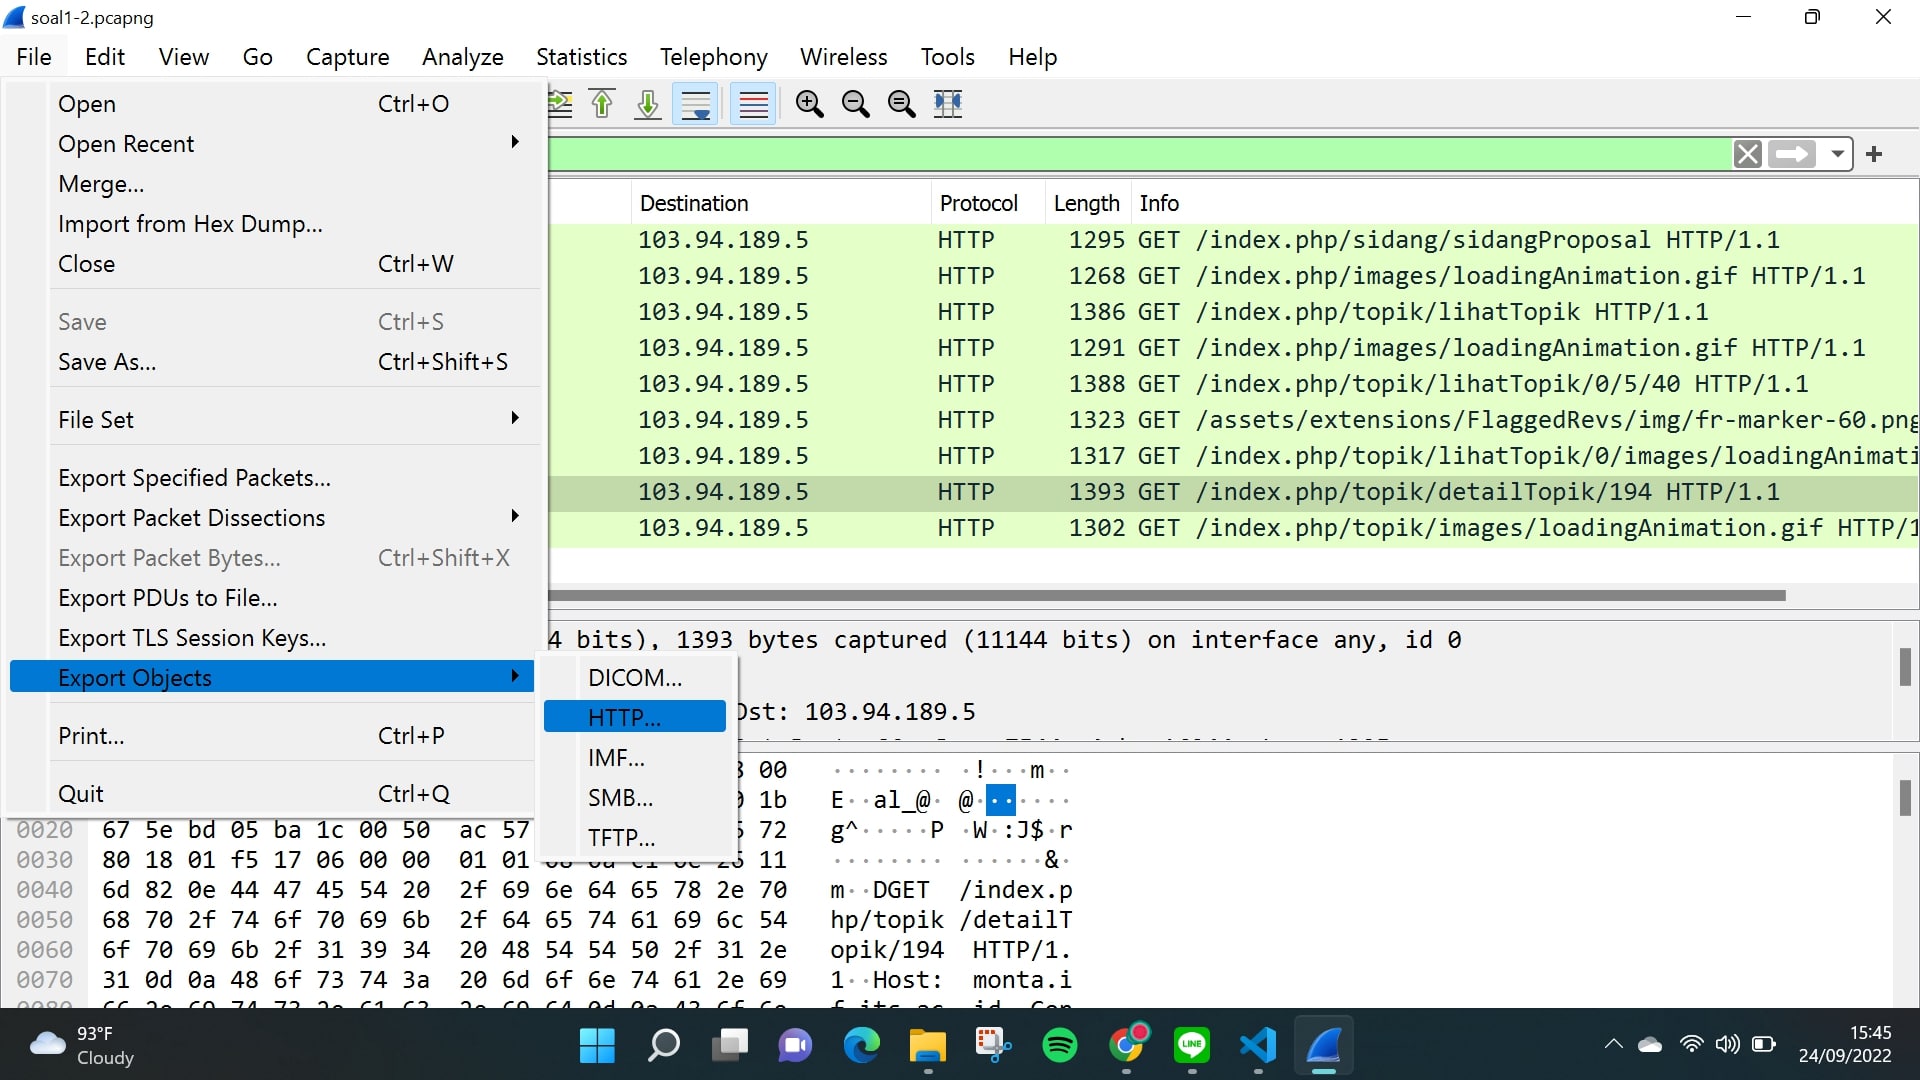 soal1-2.pcapng
File Edit View Go Capture Analyze Statistics Telephony Wireless Tools Help
Open Ctrl+O
Open Recent
Merge...
Import from Hex Dump...
Close Ctrl+W
Save Ctrl+S
Save As... Ctrl+Shift+S
File Set
Export Specified Packets...
Export Packet Dissections
Export Packet Bytes... Ctrl+Shift+X
Export PDUs to File...
Export TLS Session Keys...
Export Objects
Print... Ctrl+P
Quit Ctrl+Q
DICOM...
HTTP...
IMF...
SMB...
TFTP...
Destination Protocol Length Info
103.94.189.5 HTTP 1295 GET /index.php/sidang/sidangProposal HTTP/1.1
103.94.189.5 HTTP 1268 GET /index.php/images/loadingAnimation.gif HTTP/1.1
103.94.189.5 HTTP 1386 GET /index.php/topik/lihatTopik HTTP/1.1
103.94.189.5 HTTP 1291 GET /index.php/images/loadingAnimation.gif HTTP/1.1
103.94.189.5 HTTP 1388 GET /index.php/topik/lihatTopik/0/5/40 HTTP/1.1
103.94.189.5 HTTP 1323 GET /assets/extensions/FlaggedRevs/img/fr-marker-60.png
103.94.189.5 HTTP 1317 GET /index.php/topik/lihatTopik/0/images/loadingAnimati
103.94.189.5 HTTP 1393 GET /index.php/topik/detailTopik/194 HTTP/1.1
103.94.189.5 HTTP 1302 GET /index.php/topik/images/loadingAnimation.gif HTTP/1
4 bits), 1393 bytes captured (11144 bits) on interface any, id 0
Dst: 103.94.189.5
00 ········ ·!···m··
1b E··al_@· @·······
0020 67 5e bd 05 ba 1c 00 50 ac 57 72 g^·····P ·W·:J$·r
0030 80 18 01 f5 17 06 00 00 01 01 11 ········ ······&·
0040 6d 82 0e 44 47 45 54 20 2f 69 6e 64 65 78 2e 70 m··DGET /index.p
0050 68 70 2f 74 6f 70 69 6b 2f 64 65 74 61 69 6c 54 hp/topik /detailT
0060 6f 70 69 6b 2f 31 39 34 20 48 54 54 50 2f 31 2e opik/194 HTTP/1.
0070 31 0d 0a 48 6f 73 74 3a 20 6d 6f 6e 74 61 2e 69 1··Host: monta.i
93°F
Cloudy
LINE
15:45
24/09/2022